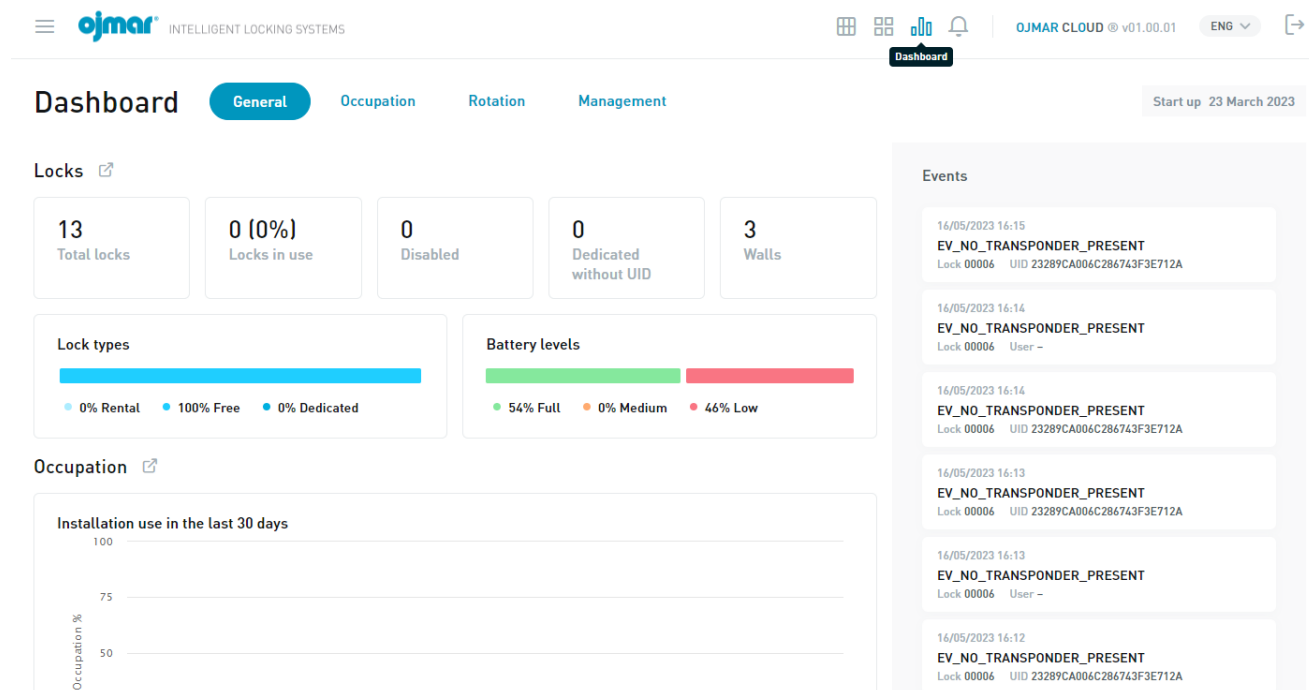 ojmar® INTELLIGENT LOCKING SYSTEMS
OJMAR CLOUD ® v01.00.01
ENG
Dashboard
Dashboard
General
Occupation
Rotation
Management
Start up 23 March 2023
Locks
13
Total locks
0 (0%)
Locks in use
0
Disabled
0
Dedicated
without UID
3
Walls
Lock types
0% Rental
100% Free
0% Dedicated
Battery levels
54% Full
0% Medium
46% Low
Occupation
Installation use in the last 30 days
100
75
50
Occupation %
Events
16/05/2023 16:15
EV_NO_TRANSPONDER_PRESENT
Lock 00006 UID 23289CA006C286743F3E712A
16/05/2023 16:14
EV_NO_TRANSPONDER_PRESENT
Lock 00006 User –
16/05/2023 16:14
EV_NO_TRANSPONDER_PRESENT
Lock 00006 UID 23289CA006C286743F3E712A
16/05/2023 16:13
EV_NO_TRANSPONDER_PRESENT
Lock 00006 UID 23289CA006C286743F3E712A
16/05/2023 16:13
EV_NO_TRANSPONDER_PRESENT
Lock 00006 User –
16/05/2023 16:12
EV_NO_TRANSPONDER_PRESENT
Lock 00006 UID 23289CA006C286743F3E712A